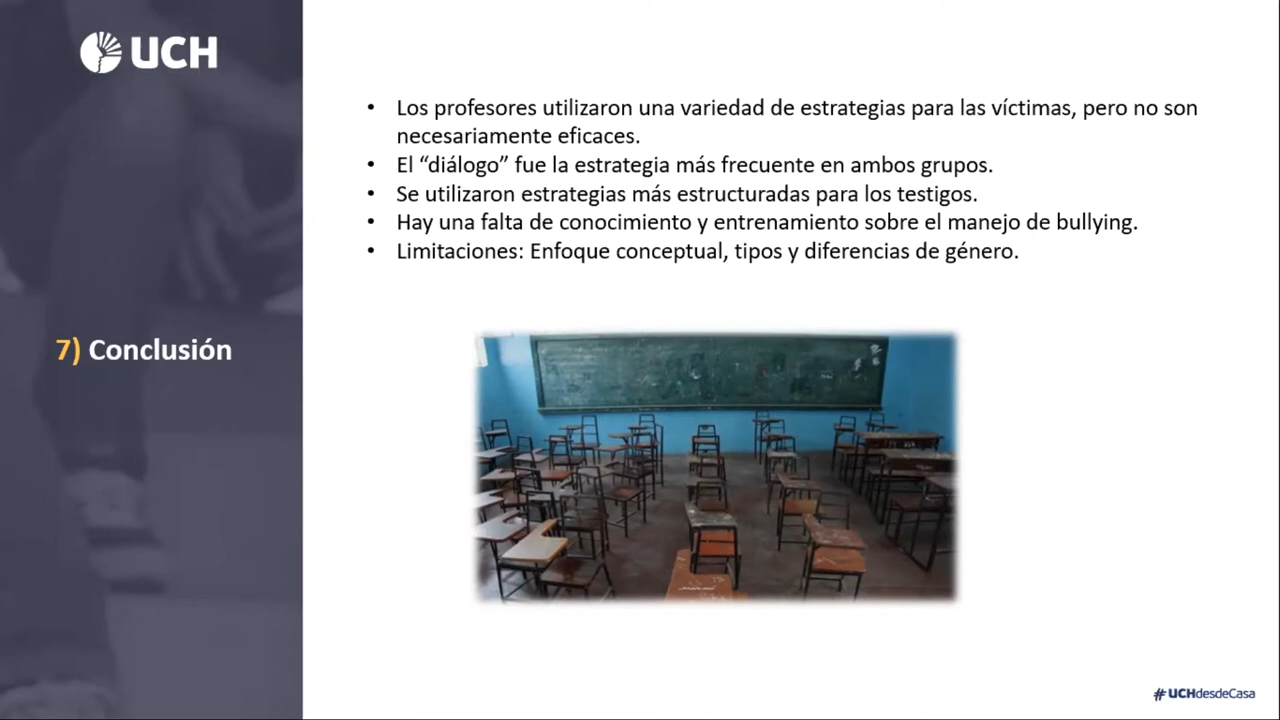 UCH
7) Conclusión
• Los profesores utilizaron una variedad de estrategias para las víctimas, pero no son
necesariamente eficaces.
• El “diálogo” fue la estrategia más frecuente en ambos grupos.
• Se utilizaron estrategias más estructuradas para los testigos.
• Hay una falta de conocimiento y entrenamiento sobre el manejo de bullying.
• Limitaciones: Enfoque conceptual, tipos y diferencias de género.
#UCHdesdeCasa